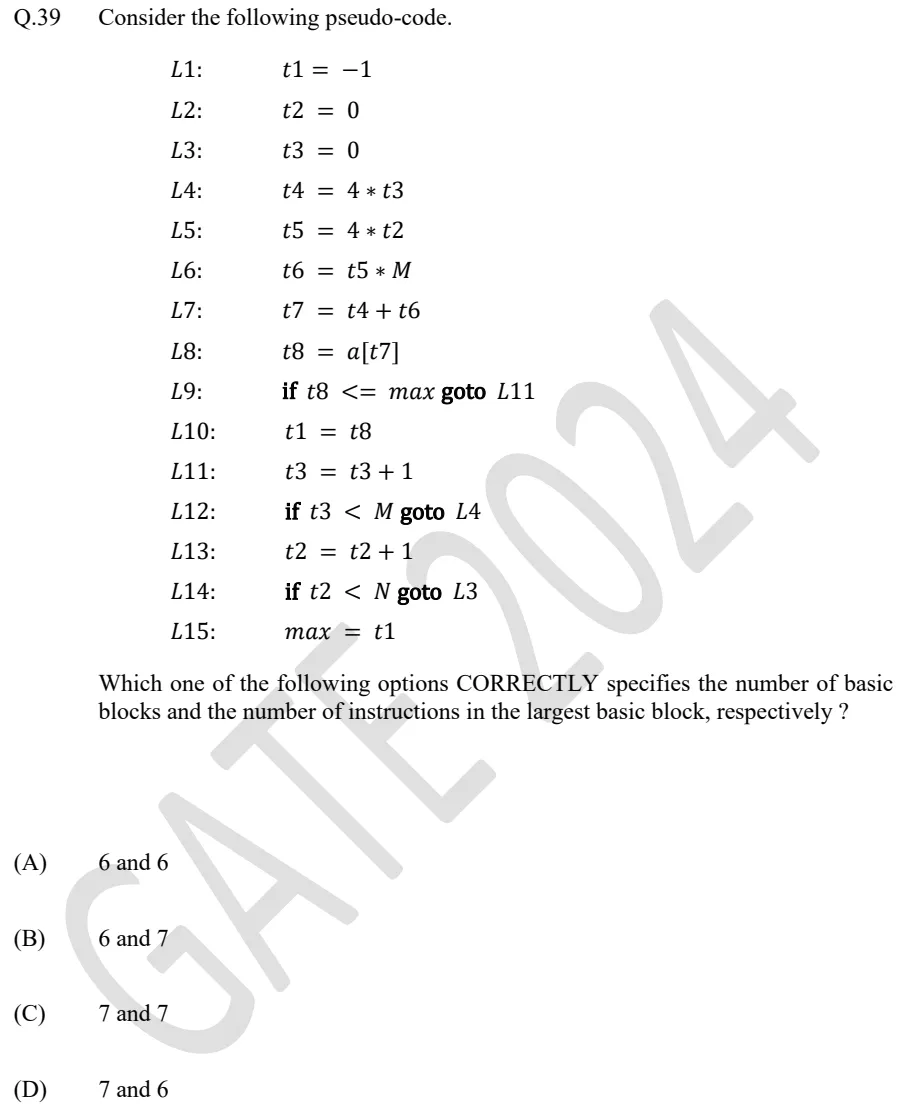 Q.39 Consider the following pseudo-code.
L1: t1 = −1
L2: t2 = 0
L3: t3 = 0
L4: t4 = 4 ∗ t3
L5: t5 = 4 ∗ t2
L6: t6 = t5 ∗ M
L7: t7 = t4 + t6
L8: t8 = a[t7]
L9: if t8 <= max goto L11
L10: t1 = t8
L11: t3 = t3 + 1
L12: if t3 < M goto L4
L13: t2 = t2 + 1
L14: if t2 < N goto L3
L15: max = t1
Which one of the following options CORRECTLY specifies the number of basic
blocks and the number of instructions in the largest basic block, respectively ?
(A) 6 and 6
(B) 6 and 7
(C) 7 and 7
(D) 7 and 6
GATE 2024